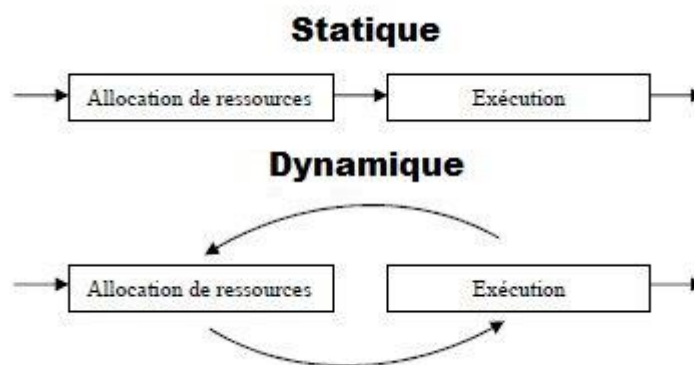 Statique
Allocation de ressources
Exécution
Dynamique
Allocation de ressources
Exécution